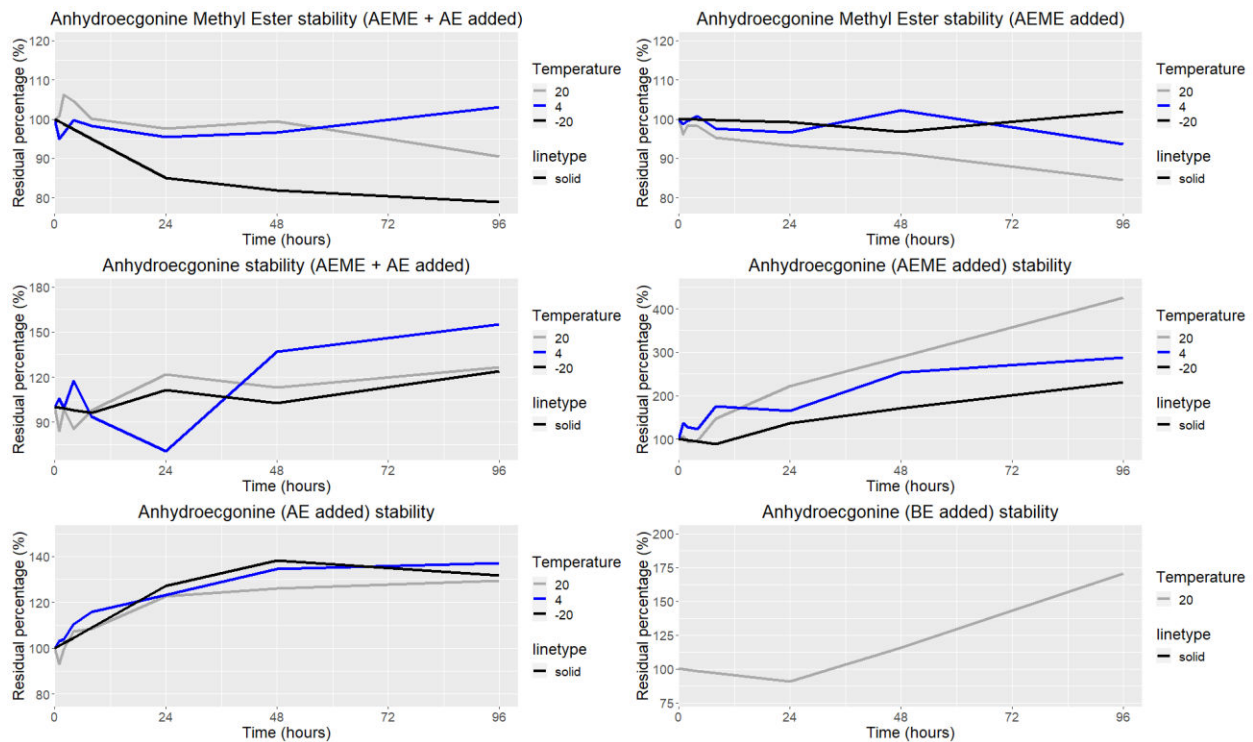 Anhydroecgonine Methyl Ester stability (AEME + AE added)
Residual percentage (%)
120
110
100
90
80
0 24 48 72 96
Time (hours)
Temperature
20
4
-20
linetype
solid
Anhydroecgonine Methyl Ester stability (AEME added)
Residual percentage (%)
120
110
100
90
80
0 24 48 72 96
Time (hours)
Temperature
20
4
-20
linetype
solid
Anhydroecgonine stability (AEME + AE added)
Residual percentage (%)
180
150
120
90
0 24 48 72 96
Time (hours)
Temperature
20
4
-20
linetype
solid
Anhydroecgonine (AEME added) stability
Residual percentage (%)
400
300
200
100
0 24 48 72 96
Time (hours)
Temperature
20
4
-20
linetype
solid
Anhydroecgonine (AE added) stability
Residual percentage (%)
140
120
100
80
0 24 48 72 96
Time (hours)
Temperature
20
4
-20
linetype
solid
Anhydroecgonine (BE added) stability
Residual percentage (%)
200
175
150
125
100
75
0 24 48 72 96
Time (hours)
Temperature
20
linetype
solid